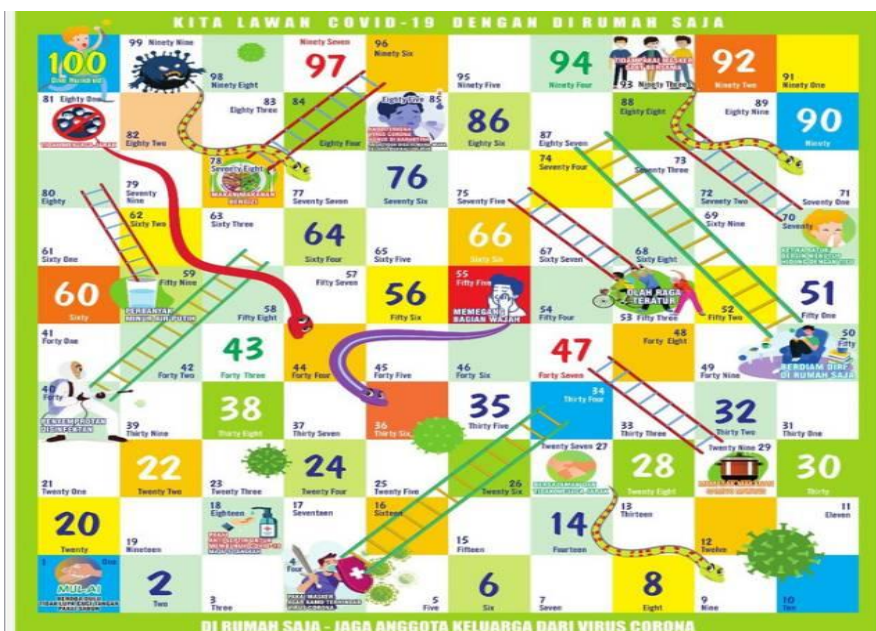 KITA LAWAN COVID-19 DENGAN DI RUMAH SAJA
100
99 Ninety Nine
98 Ninety Eight
Ninety Seven
97
96 Ninety Six
95 Ninety Five
94 Ninety Four
93 Ninety Three
92 Ninety Two
91 Ninety One
81 Eighty One
82 Eighty Two
83 Eighty Three
84 Eighty Four
Eighty Five 85
86 Eighty Six
87 Eighty Seven
88 Eighty Eight
89 Eighty Nine
90 Ninety
80 Eighty
79 Seventy Nine
78 Seventy Eight
MAKAN MAKANAN BERGIZI
77 Seventy Seven
76 Seventy Six
75 Seventy Five
74 Seventy Four
73 Seventy Three
72 Seventy Two
71 Seventy One
61 Sixty One
62 Sixty Two
63 Sixty Three
64 Sixty Four
65 Sixty Five
66 Sixty Six
67 Sixty Seven
68 Sixty Eight
69 Sixty Nine
70 Seventy
60 Sixty
59 Fifty Nine
PERBANYAK MINUM AIR PUTIH
58 Fifty Eight
57 Fifty Seven
56 Fifty Six
55 Fifty Five
MEMEGANG BAGIAN WAJAH
54 Fifty Four
OLAH RAGA TERATUR
53 Fifty Three
52 Fifty Two
51 Fifty One
41 Forty One
42 Forty Two
43 Forty Three
44 Forty Four
45 Forty Five
46 Forty Six
47 Forty Seven
48 Forty Eight
49 Forty Nine
50 Fifty
BERDIAM DIRI DI RUMAH SAJA
40 Forty
PENYEMPROTAN DISINFEKTAN
39 Thirty Nine
38 Thirty Eight
37 Thirty Seven
36 Thirty Six
35 Thirty Five
34 Thirty Four
33 Thirty Three
32 Thirty Two
31 Thirty One
21 Twenty One
22 Twenty Two
23 Twenty Three
24 Twenty Four
25 Twenty Five
26 Twenty Six
Twenty Seven 27
28 Twenty Eight
Twenty Nine 29
30 Thirty
20 Twenty
19 Nineteen
18 Eighteen
17 Seventeen
16 Sixteen
15 Fifteen
14 Fourteen
13 Thirteen
12 Twelve
11 Eleven
1 One
MULAI
2 Two
3 Three
4 Four
PAKAI MASKER
5 Five
6 Six
7 Seven
8 Eight
9 Nine
10 Ten
DI RUMAH SAJA - JAGA ANGGOTA KELUARGA DARI VIRUS CORONA